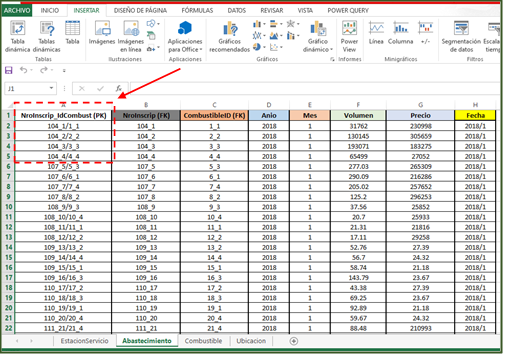 ARCHIVO INICIO INSERTAR DISEÑO DE PÁGINA FÓRMULAS DATOS REVISAR VISTA POWER QUERY
Tabla dinámica Tablas dinámicas Tabla Imágenes Imágenes en línea Aplicaciones para Office Gráficos recomendados Gráfico dinámico Power View Línea Columna +/- Segmentación de datos Escala tiem
Tablas Ilustraciones Aplicaciones Gráficos Informes Minigráficos Filtros
J1 fx
A B C D E F G H
1 NroInscrip_IdCombust (PK) NroInscrip (FK) CombustibleID (FK) Anio Mes Volumen Precio Fecha
2 104_1/1_1 104_1 1_1 2018 1 31762 230998 2018/1
3 104_2/2_2 104_2 2_2 2018 1 130145 305659 2018/1
4 104_3/3_3 104_3 3_3 2018 1 193071 183275 2018/1
5 104_4/4_4 104_4 4_4 2018 1 65499 27052 2018/1
6 107_5/5_3 107_5 5_3 2018 1 277.03 265309 2018/1
7 107_6/6_1 107_6 6_1 2018 1 290.09 216286 2018/1
8 107_7/7_4 107_7 7_4 2018 1 205.02 257652 2018/1
9 107_8/8_2 107_8 8_2 2018 1 125.2 296253 2018/1
10 108_9/9_3 108_9 9_3 2018 1 37.56 25852 2018/1
11 108_10/10_4 108_10 10_4 2018 1 20.7 25933 2018/1
12 108_11/11_1 108_11 11_1 2018 1 21.31 21816 2018/1
13 108_12/12_2 108_12 12_2 2018 1 17.11 29258 2018/1
14 109_13/13_2 109_13 13_2 2018 1 52.76 27.39 2018/1
15 109_14/14_4 109_14 14_4 2018 1 56.7 24.32 2018/1
16 109_15/15_1 109_15 15_1 2018 1 58.74 21.18 2018/1
17 109_16/16_3 109_16 16_3 2018 1 143.79 23.67 2018/1
18 110_17/17_2 110_17 17_2 2018 1 43.38 27.39 2018/1
19 110_18/18_3 110_18 18_3 2018 1 69.25 23.67 2018/1
20 110_19/19_1 110_19 19_1 2018 1 92.89 21.18 2018/1
21 110_20/20_4 110_20 20_4 2018 1 59.67 24.32 2018/1
22 111_21/21_4 111_21 21_4 2018 1 88.48 210993 2018/1
EstacionServicio Abastecimiento Combustible Ubicacion